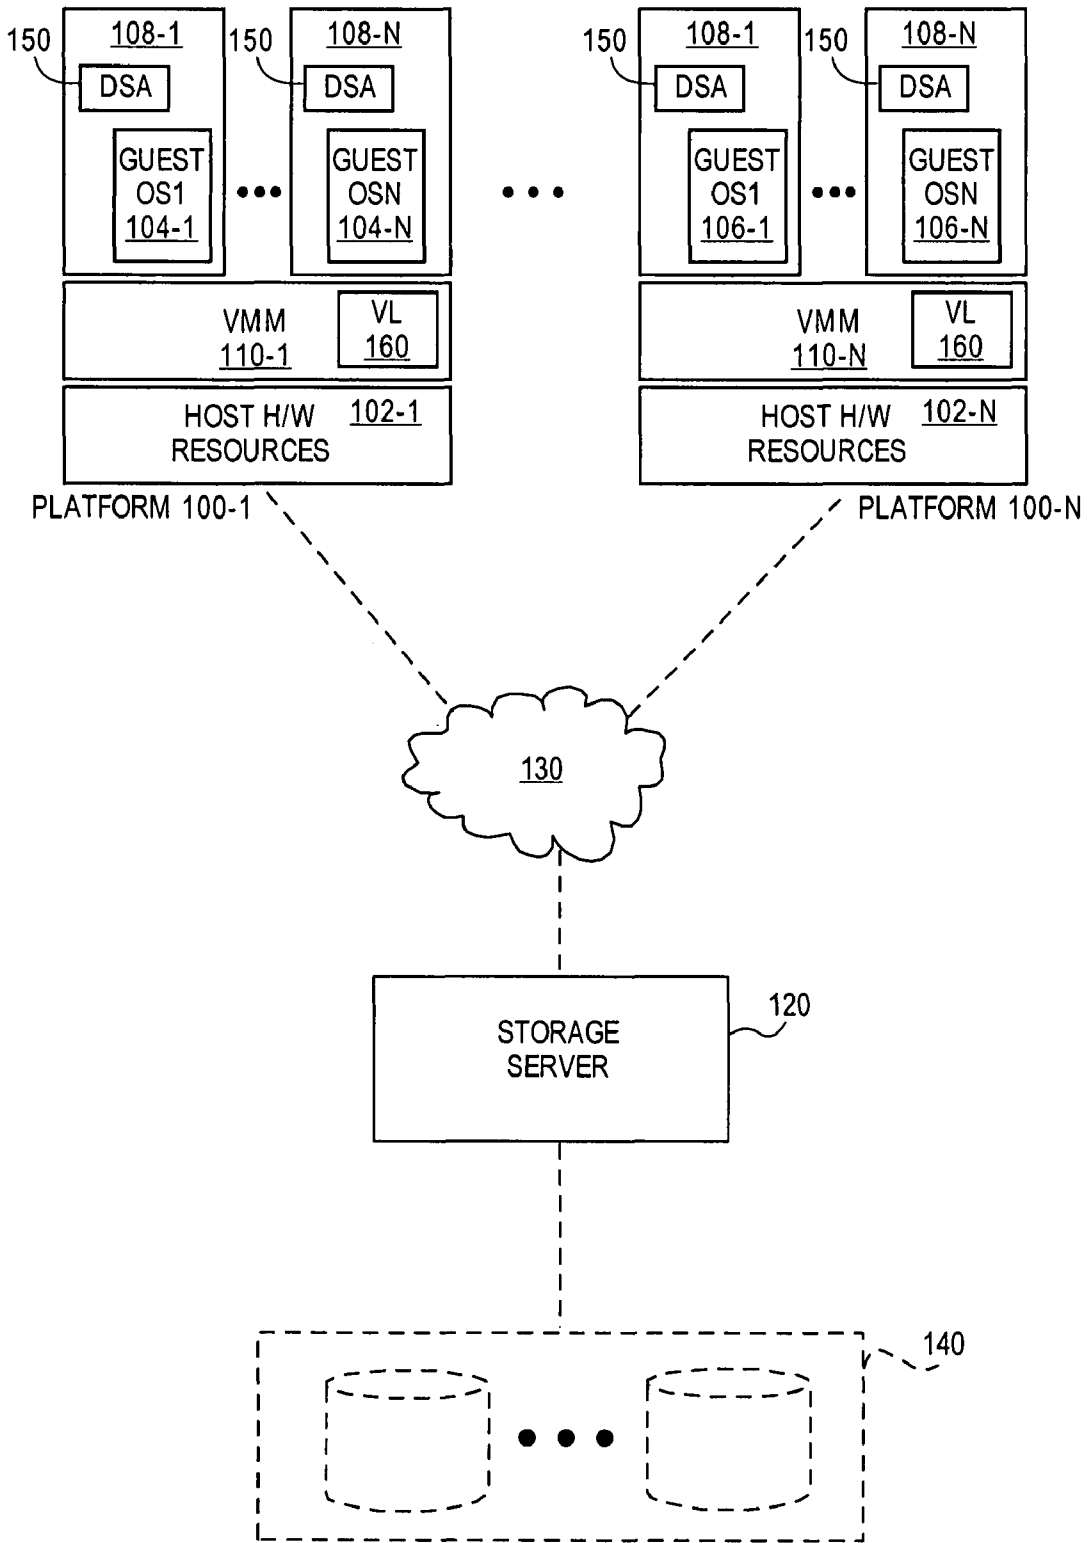 150
108-1
DSA
GUEST
OS1
104-1
150
108-N
DSA
GUEST
OSN
104-N
150
108-1
DSA
GUEST
OS1
106-1
150
108-N
DSA
GUEST
OSN
106-N
VMM
110-1
VL
160
VMM
110-N
VL
160
HOST H/W 102-1
RESOURCES
HOST H/W 102-N
RESOURCES
PLATFORM 100-1
PLATFORM 100-N
130
STORAGE
SERVER
120
140